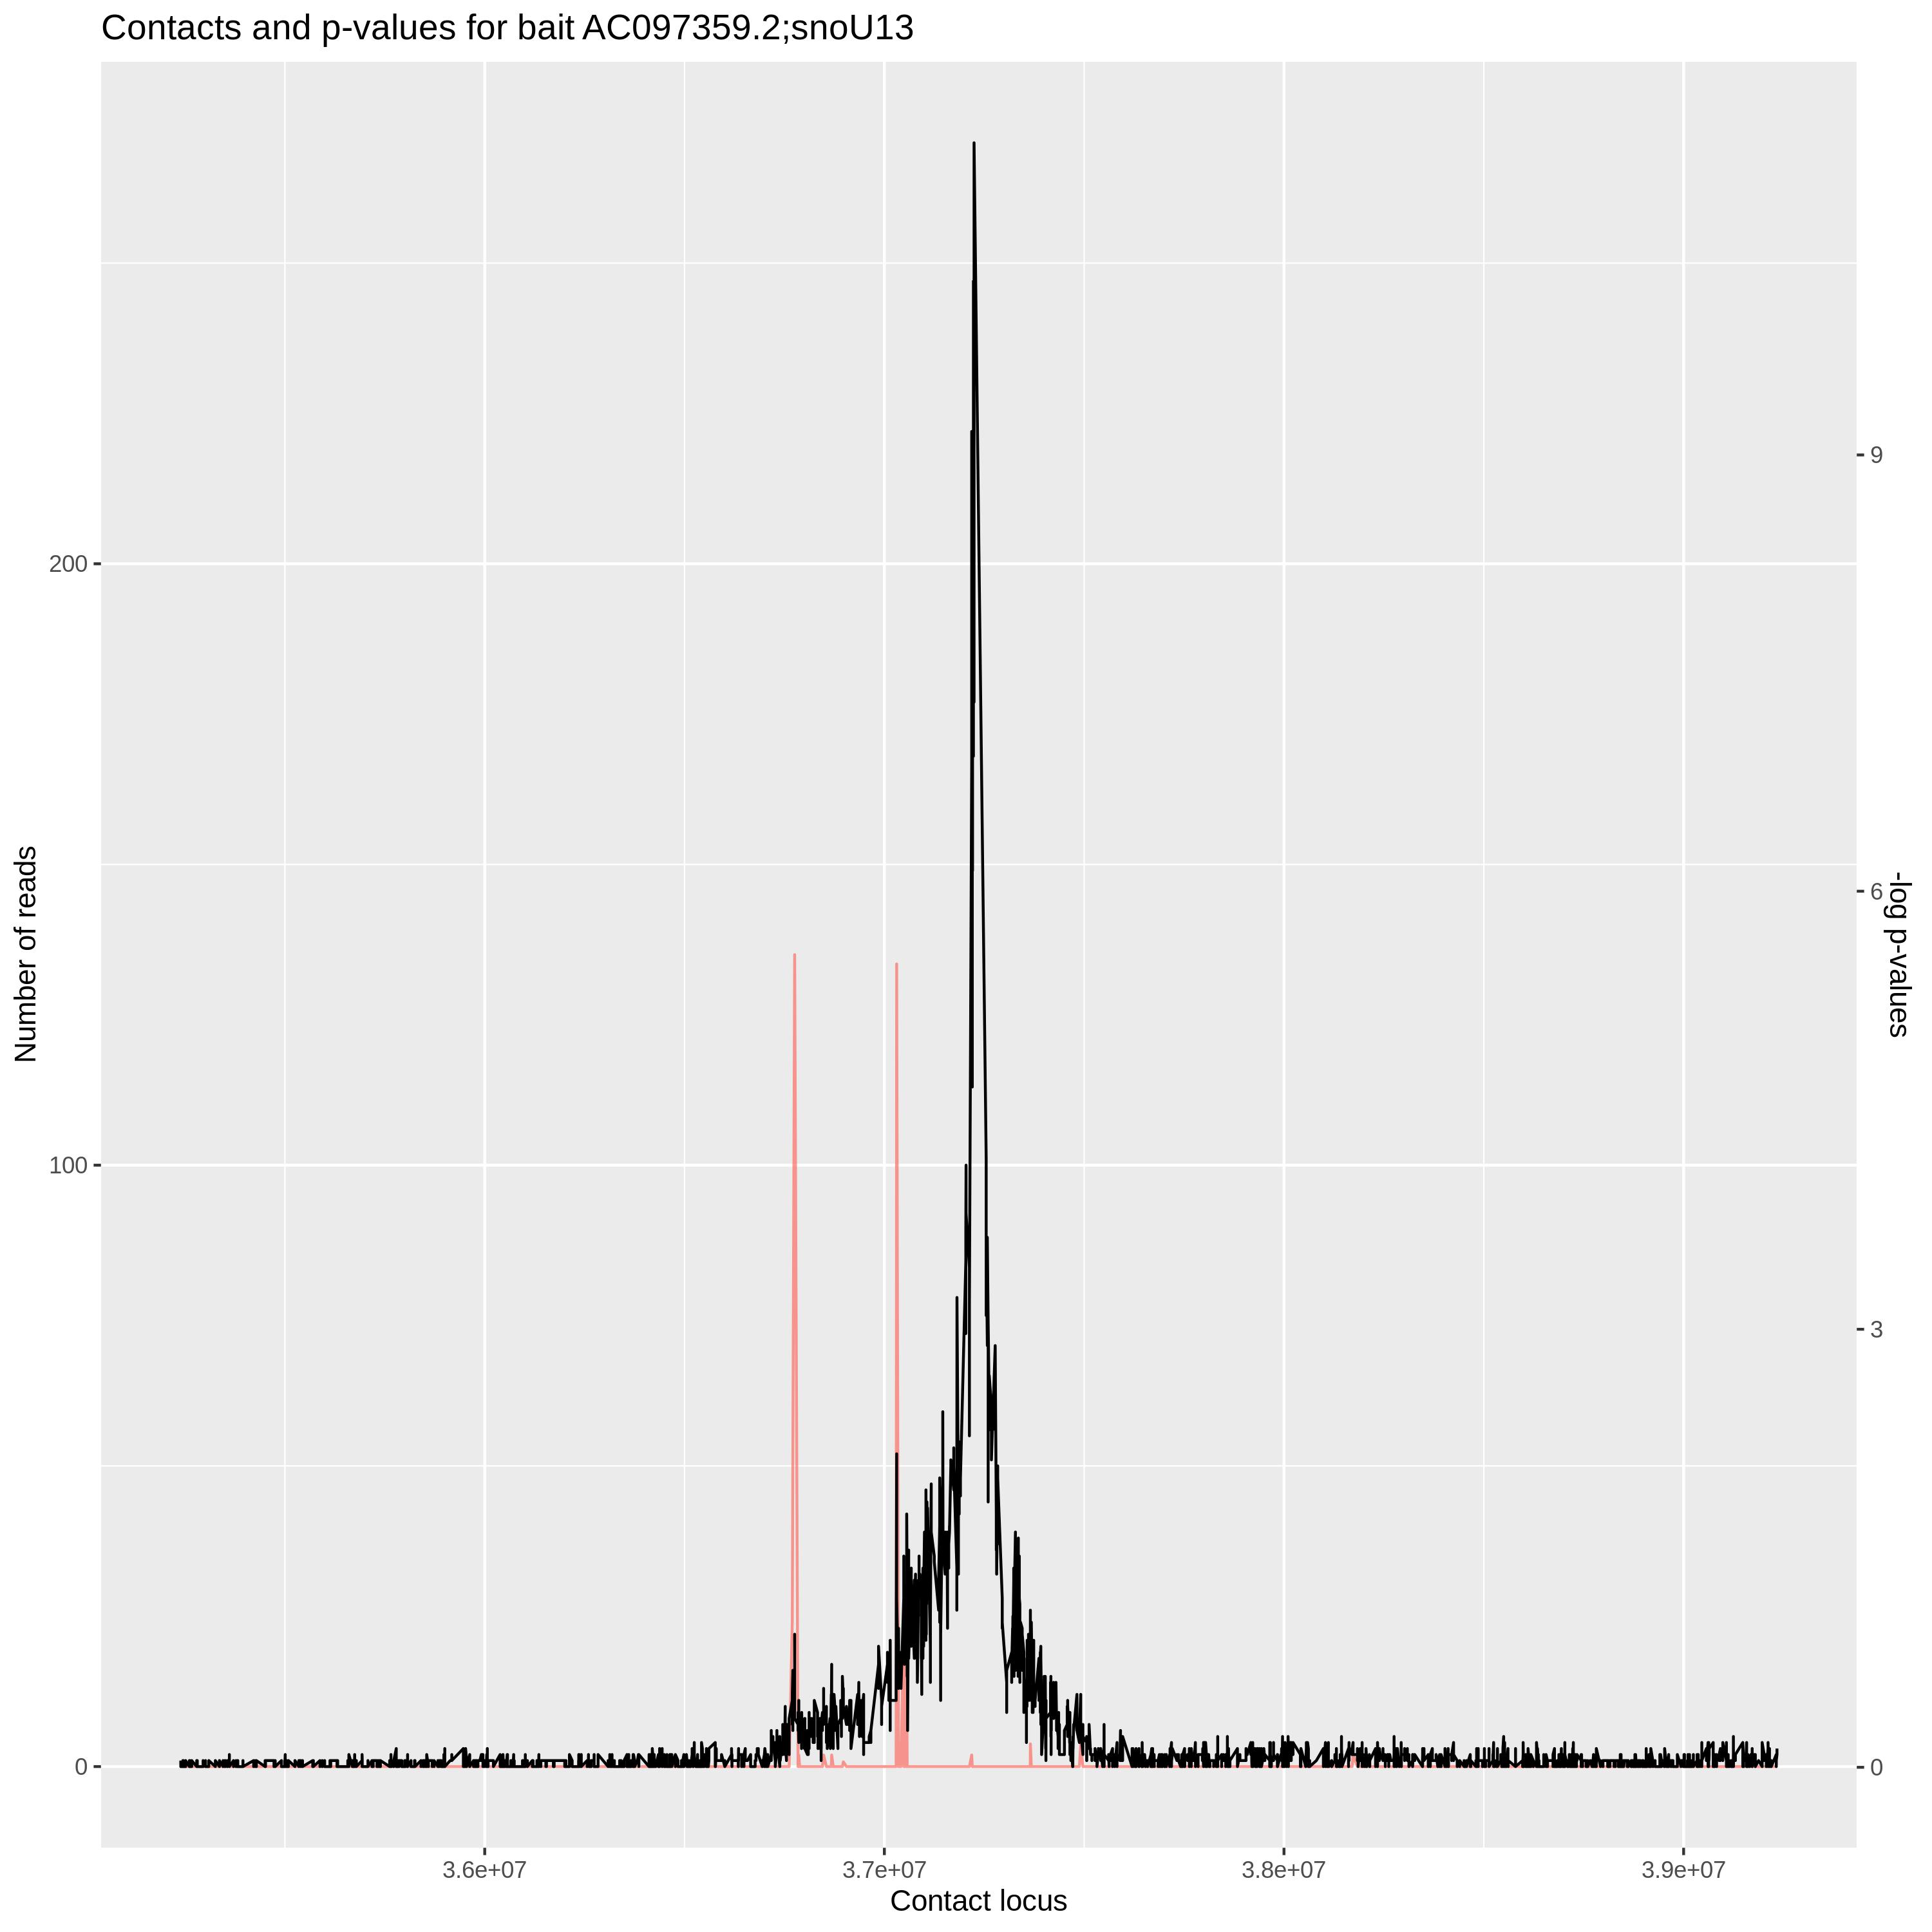 Contacts and p-values for bait AC097359.2;snoU13
Number of reads
200
100
0
9
6
3
0
-log p-values
3.6e+07
3.7e+07
3.8e+07
3.9e+07
Contact locus